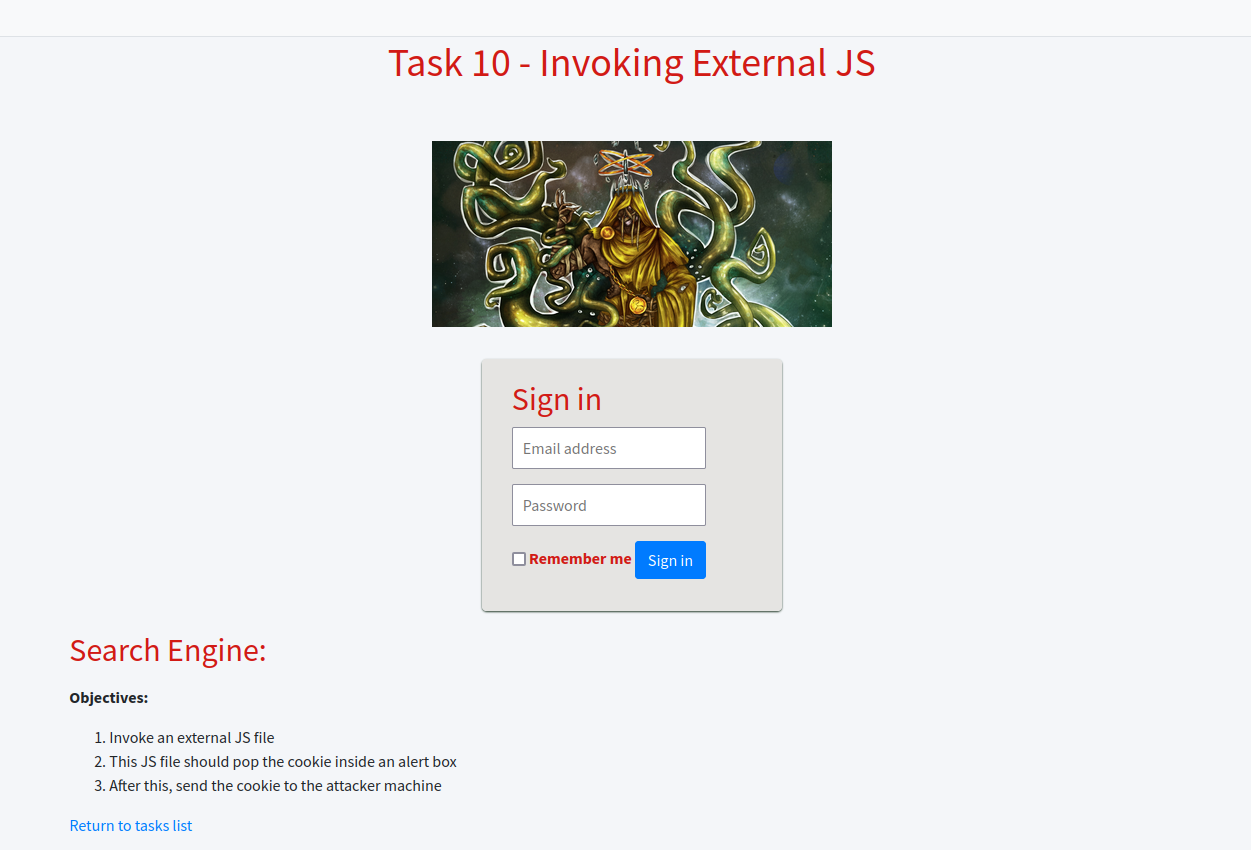 Task 10 - Invoking External JS
Sign in
Email address
Password
Remember me Sign in
Search Engine:
Objectives:
1. Invoke an external JS file
2. This JS file should pop the cookie inside an alert box
3. After this, send the cookie to the attacker machine
Return to tasks list